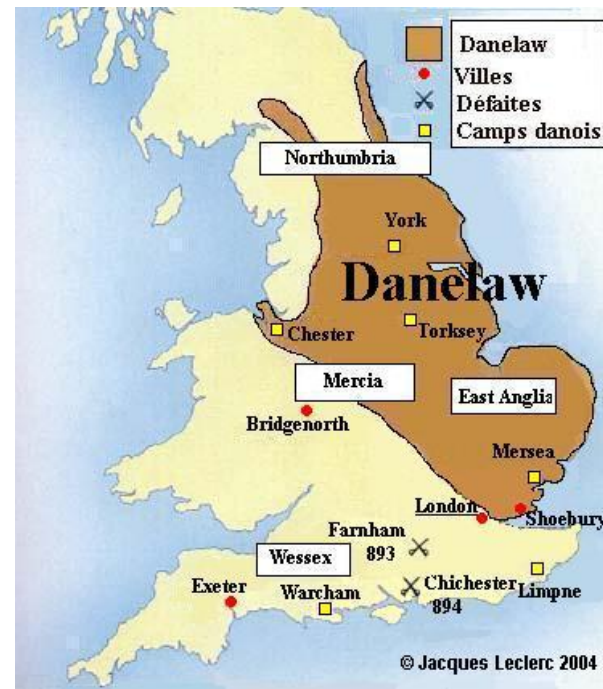 Danelaw
Villes
Défaites
Camps danois
Northumbria
York
Danelaw
Torksey
Chester
Mercia
East Anglia
Bridgenorth
Mersea
London
Shoebury
Farnham
893
Wessex
Exeter
Warcham
Chichester
894
Limpne
© Jacques Leclerc 2004